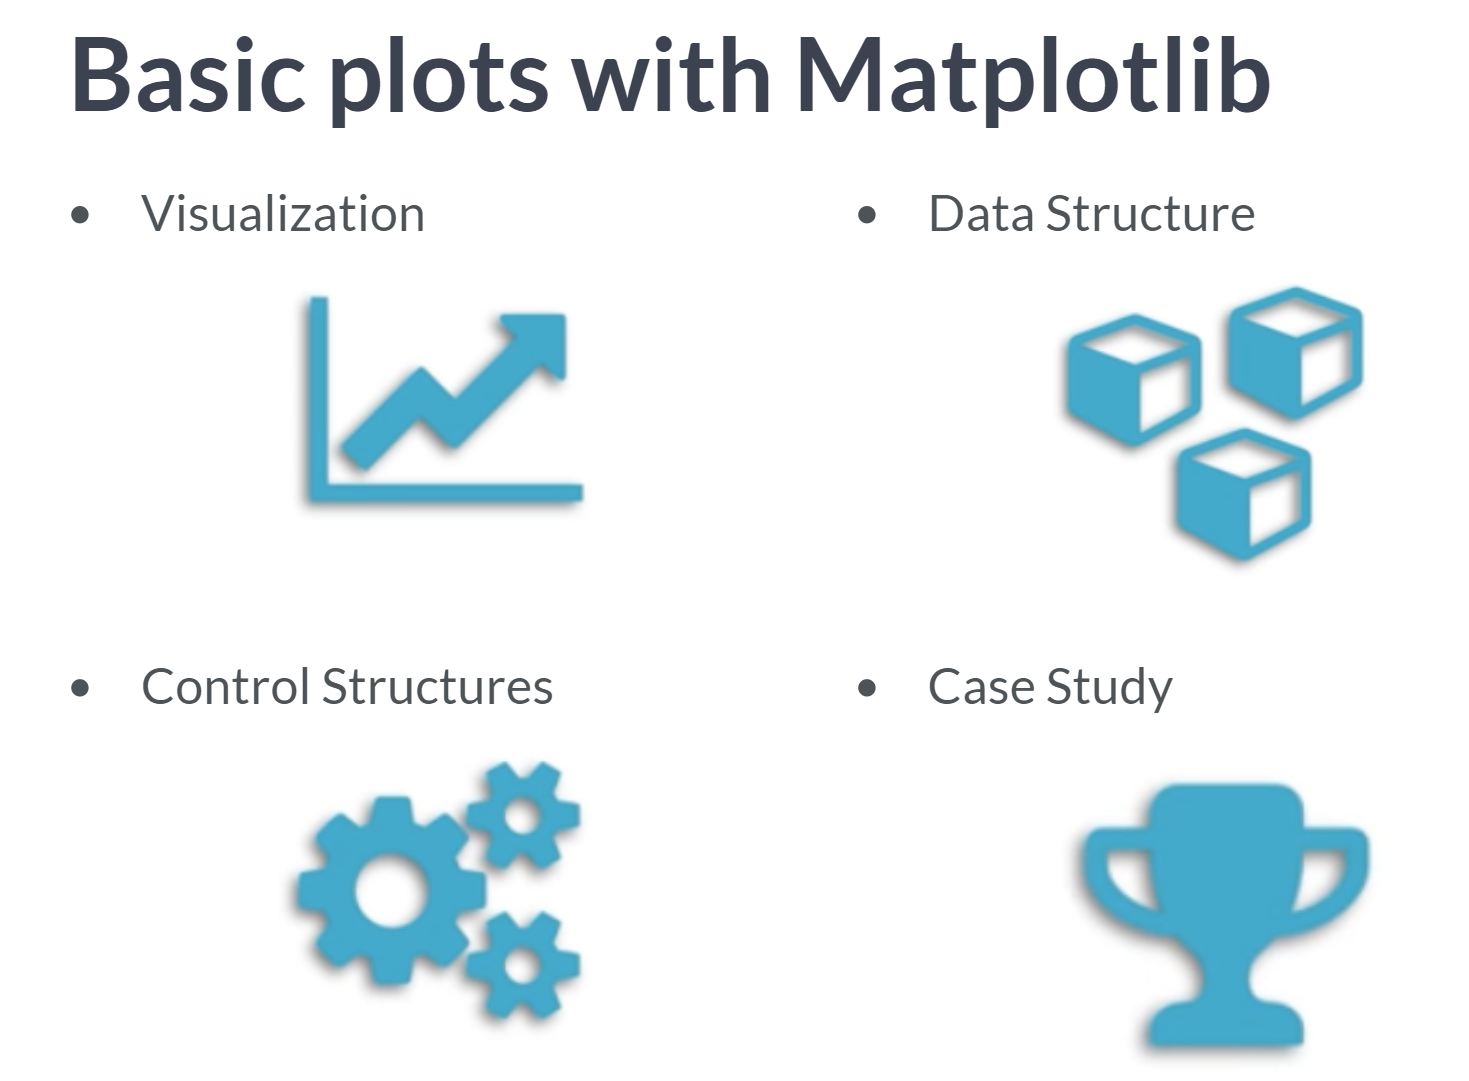 Basic plots with Matplotlib
• Visualization
• Data Structure
• Control Structures
• Case Study